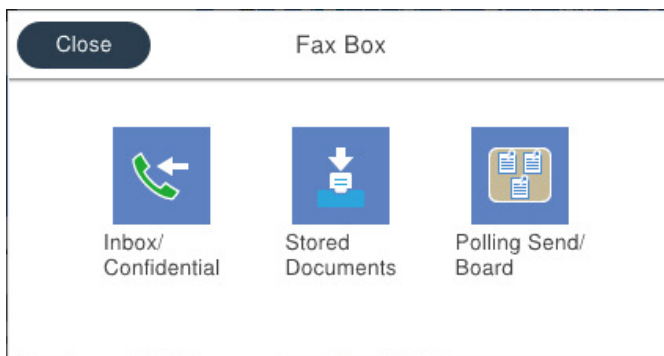 Close
Fax Box
Inbox/
Confidential
Stored
Documents
Polling Send/
Board